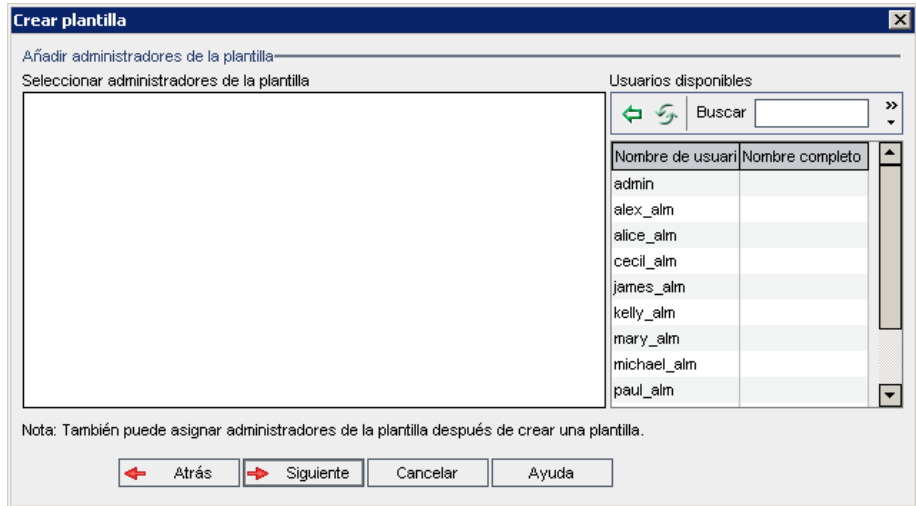 Crear plantilla
Añadir administradores de la plantilla
Seleccionar administradores de la plantilla
Usuarios disponibles
Buscar
Nombre de usuari Nombre completo
admin
alex_alm
alice_alm
cecil_alm
james_alm
kelly_alm
mary_alm
michael_alm
paul_alm
Nota: También puede asignar administradores de la plantilla después de crear una plantilla.
Atrás Siguiente Cancelar Ayuda